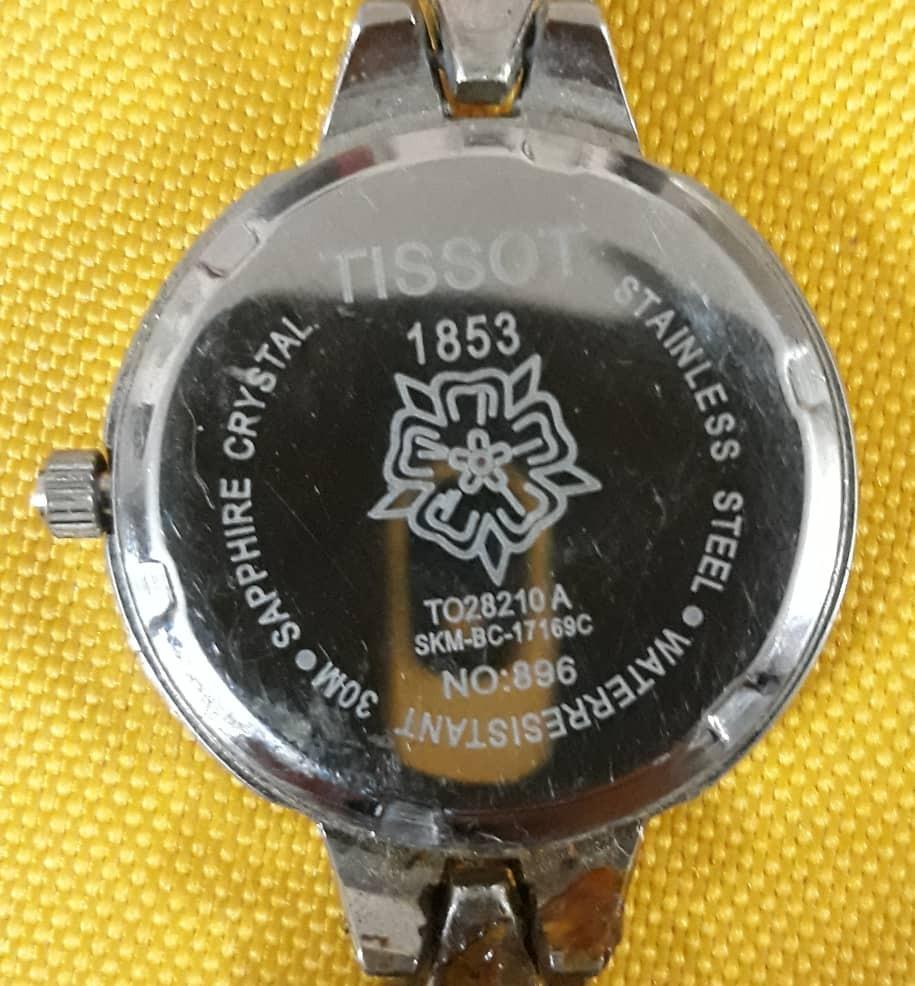 TISSOT
1853
STAINLESS STEEL • WATERRESISTANT 30M • SAPPHIRE CRYSTAL
TO28210 A
SKM-BC-17169C
NO:896